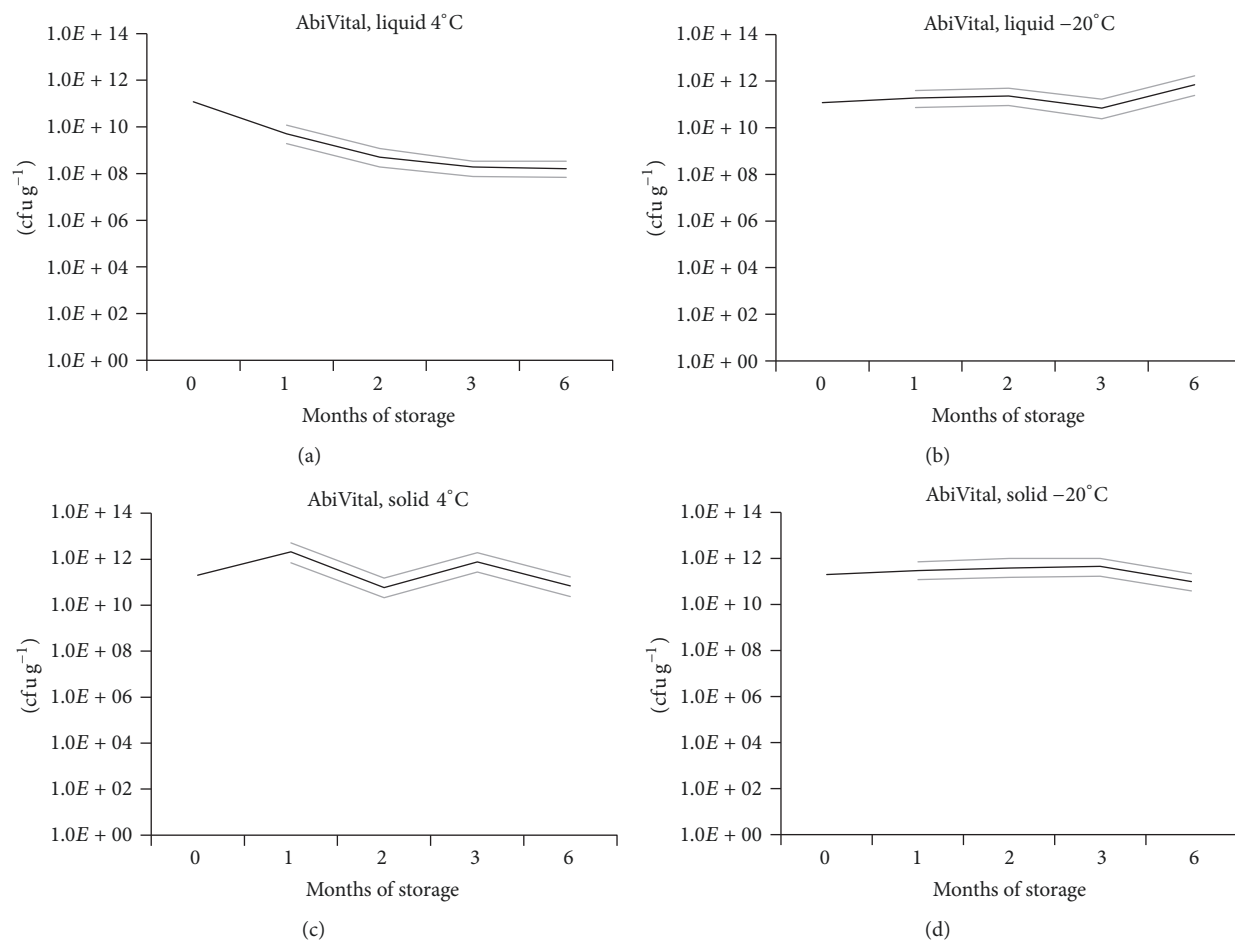 AbiVital, liquid 4°C
1.0E + 14
1.0E + 12
1.0E + 10
1.0E + 08
1.0E + 06
1.0E + 04
1.0E + 02
1.0E + 00
(cfu g⁻¹)
0 1 2 3 6
Months of storage
(a)
AbiVital, liquid −20°C
1.0E + 14
1.0E + 12
1.0E + 10
1.0E + 08
1.0E + 06
1.0E + 04
1.0E + 02
1.0E + 00
(cfu g⁻¹)
0 1 2 3 6
Months of storage
(b)
AbiVital, solid 4°C
1.0E + 14
1.0E + 12
1.0E + 10
1.0E + 08
1.0E + 06
1.0E + 04
1.0E + 02
1.0E + 00
(cfu g⁻¹)
0 1 2 3 6
Months of storage
(c)
AbiVital, solid −20°C
1.0E + 14
1.0E + 12
1.0E + 10
1.0E + 08
1.0E + 06
1.0E + 04
1.0E + 02
1.0E + 00
(cfu g⁻¹)
0 1 2 3 6
Months of storage
(d)